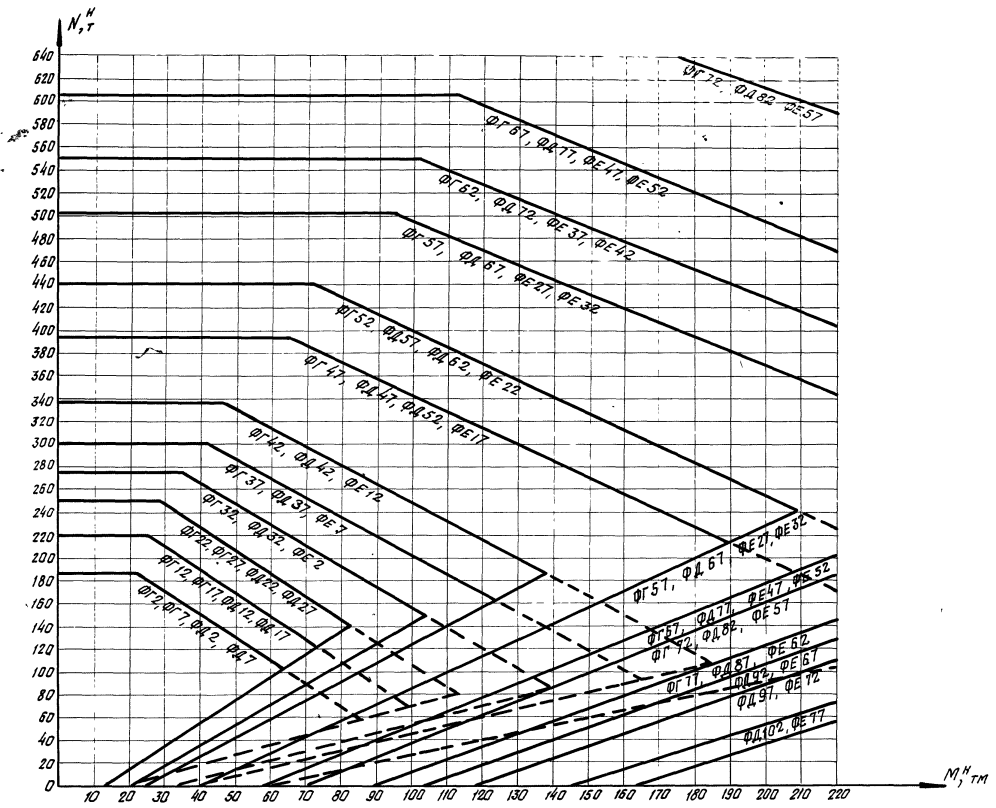 N, Т Н
640
620
600
580
560
540
520
500
480
460
440
420
400
380
360
340
300
280
260
240
220
200
180
160
140
120
100
80
60
40
20
0
10 20 30 40 50 60 70 80 90 100 110 120 130 140 150 160 170 180 190 200 210 220
М, ТМ Н
ФГ72, ФД82 ФЕ57
ФГ67, ФД77, ФЕ47, ФЕ52
ФГ62, ФД72, ФЕ37, ФЕ42
ФГ57, ФД67, ФЕ27, ФЕ32
ФГ52, ФД57, ФД62, ФЕ22
ФГ47, ФД47, ФД52, ФЕ17
ФГ42, ФД42, ФЕ12
ФГ37, ФД37, ФЕ7
ФГ32, ФД32, ФЕ2
ФГ22, ФГ27, ФД22, ФД27
ФГ12, ФГ17, ФД12, ФД17
ФГ2, ФГ7, ФД2, ФД7
ФГ57, ФД67, ФЕ27, ФЕ32
ФГ67, ФД77, ФЕ47, ФЕ52
ФГ72, ФД82, ФЕ57
ФГ77, ФД87, ФЕ62
ФД92, ФЕ67
ФД97, ФЕ72
ФД102, ФЕ77